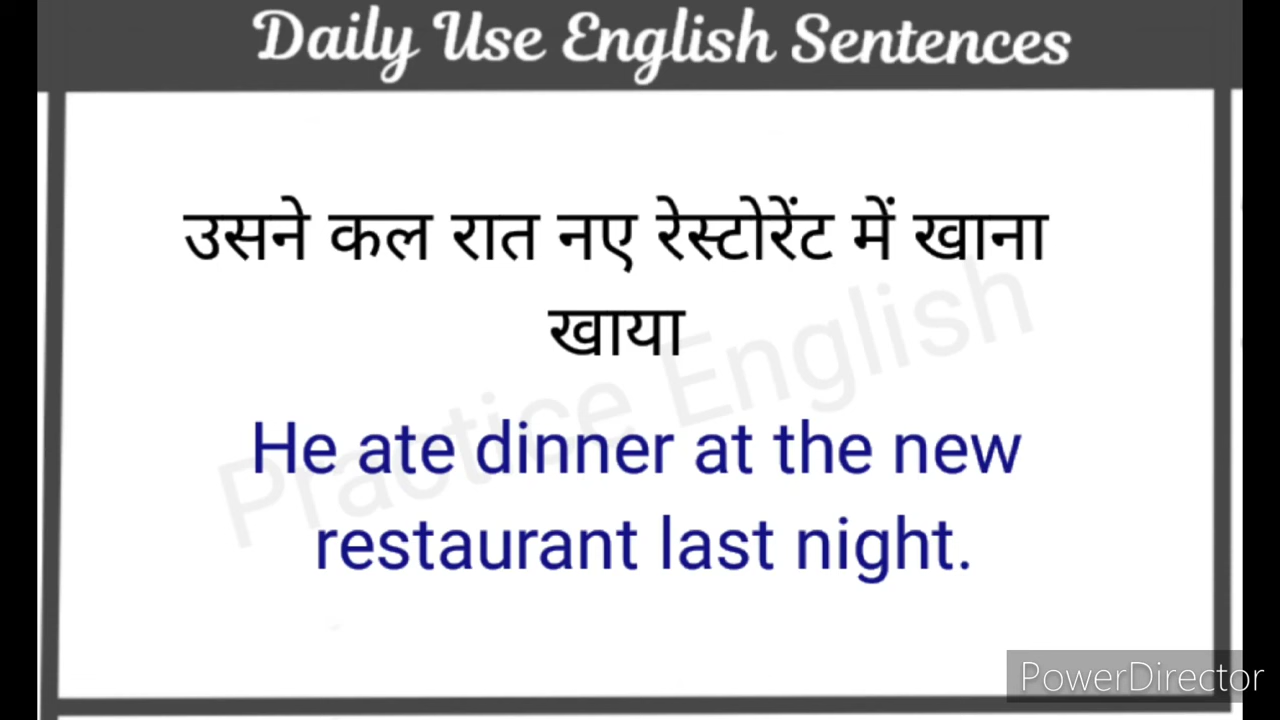 Daily Use English Sentences
उसने कल रात नए रेस्टोरेंट में खाना
खाया
Practice English
He ate dinner at the new
restaurant last night.
PowerDirector